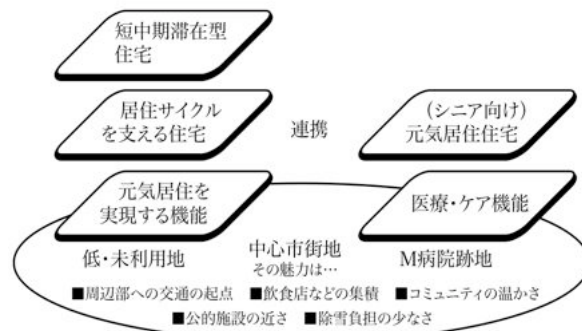 短中期滞在型
住宅
居住サイクル
を支える住宅
連携
(シニア向け)
元気居住住宅
元気居住を
実現する機能
医療・ケア機能
低・未利用地
中心市街地
その魅力は…
M病院跡地
■周辺部への交通の起点 ■飲食店などの集積 ■コミュニティの温かさ
■公的施設の近さ ■除雪負担の少なさ